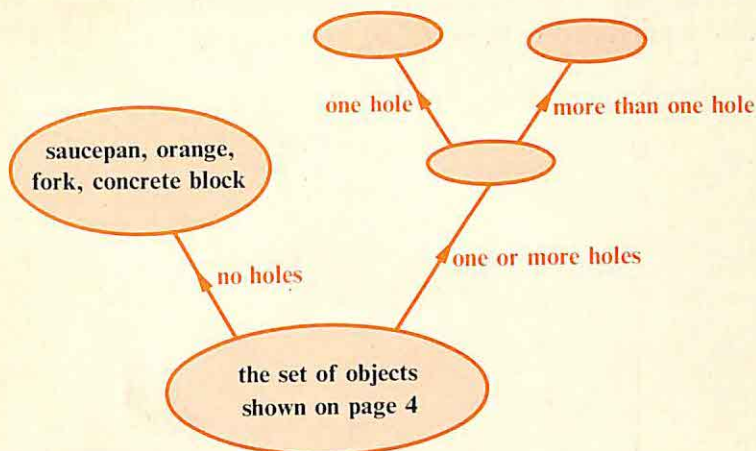 one hole
more than one hole
saucepan, orange,
fork, concrete block
no holes
one or more holes
the set of objects
shown on page 4